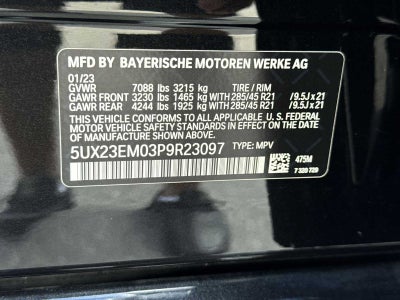 MFD BY BAYERISCHE MOTOREN WERKE AG
01/23
GVWR 7088 lbs 3215 kg TIRE / RIM
GAWR FRONT 3230 lbs 1465 kg WITH 285/45 R21 /9.5J x 21
GAWR REAR 4244 lbs 1925 kg WITH 285/45 R21 /9.5J x 21
THIS VEHICLE CONFORMS TO ALL APPLICABLE U. S. FEDERAL
MOTOR VEHICLE SAFETY STANDARDS IN EFFECT ON THE DATE
OF MANUFACTURE SHOWN ABOVE.
5UX23EM03P9R23097 TYPE: MPV 475M
7 320 729